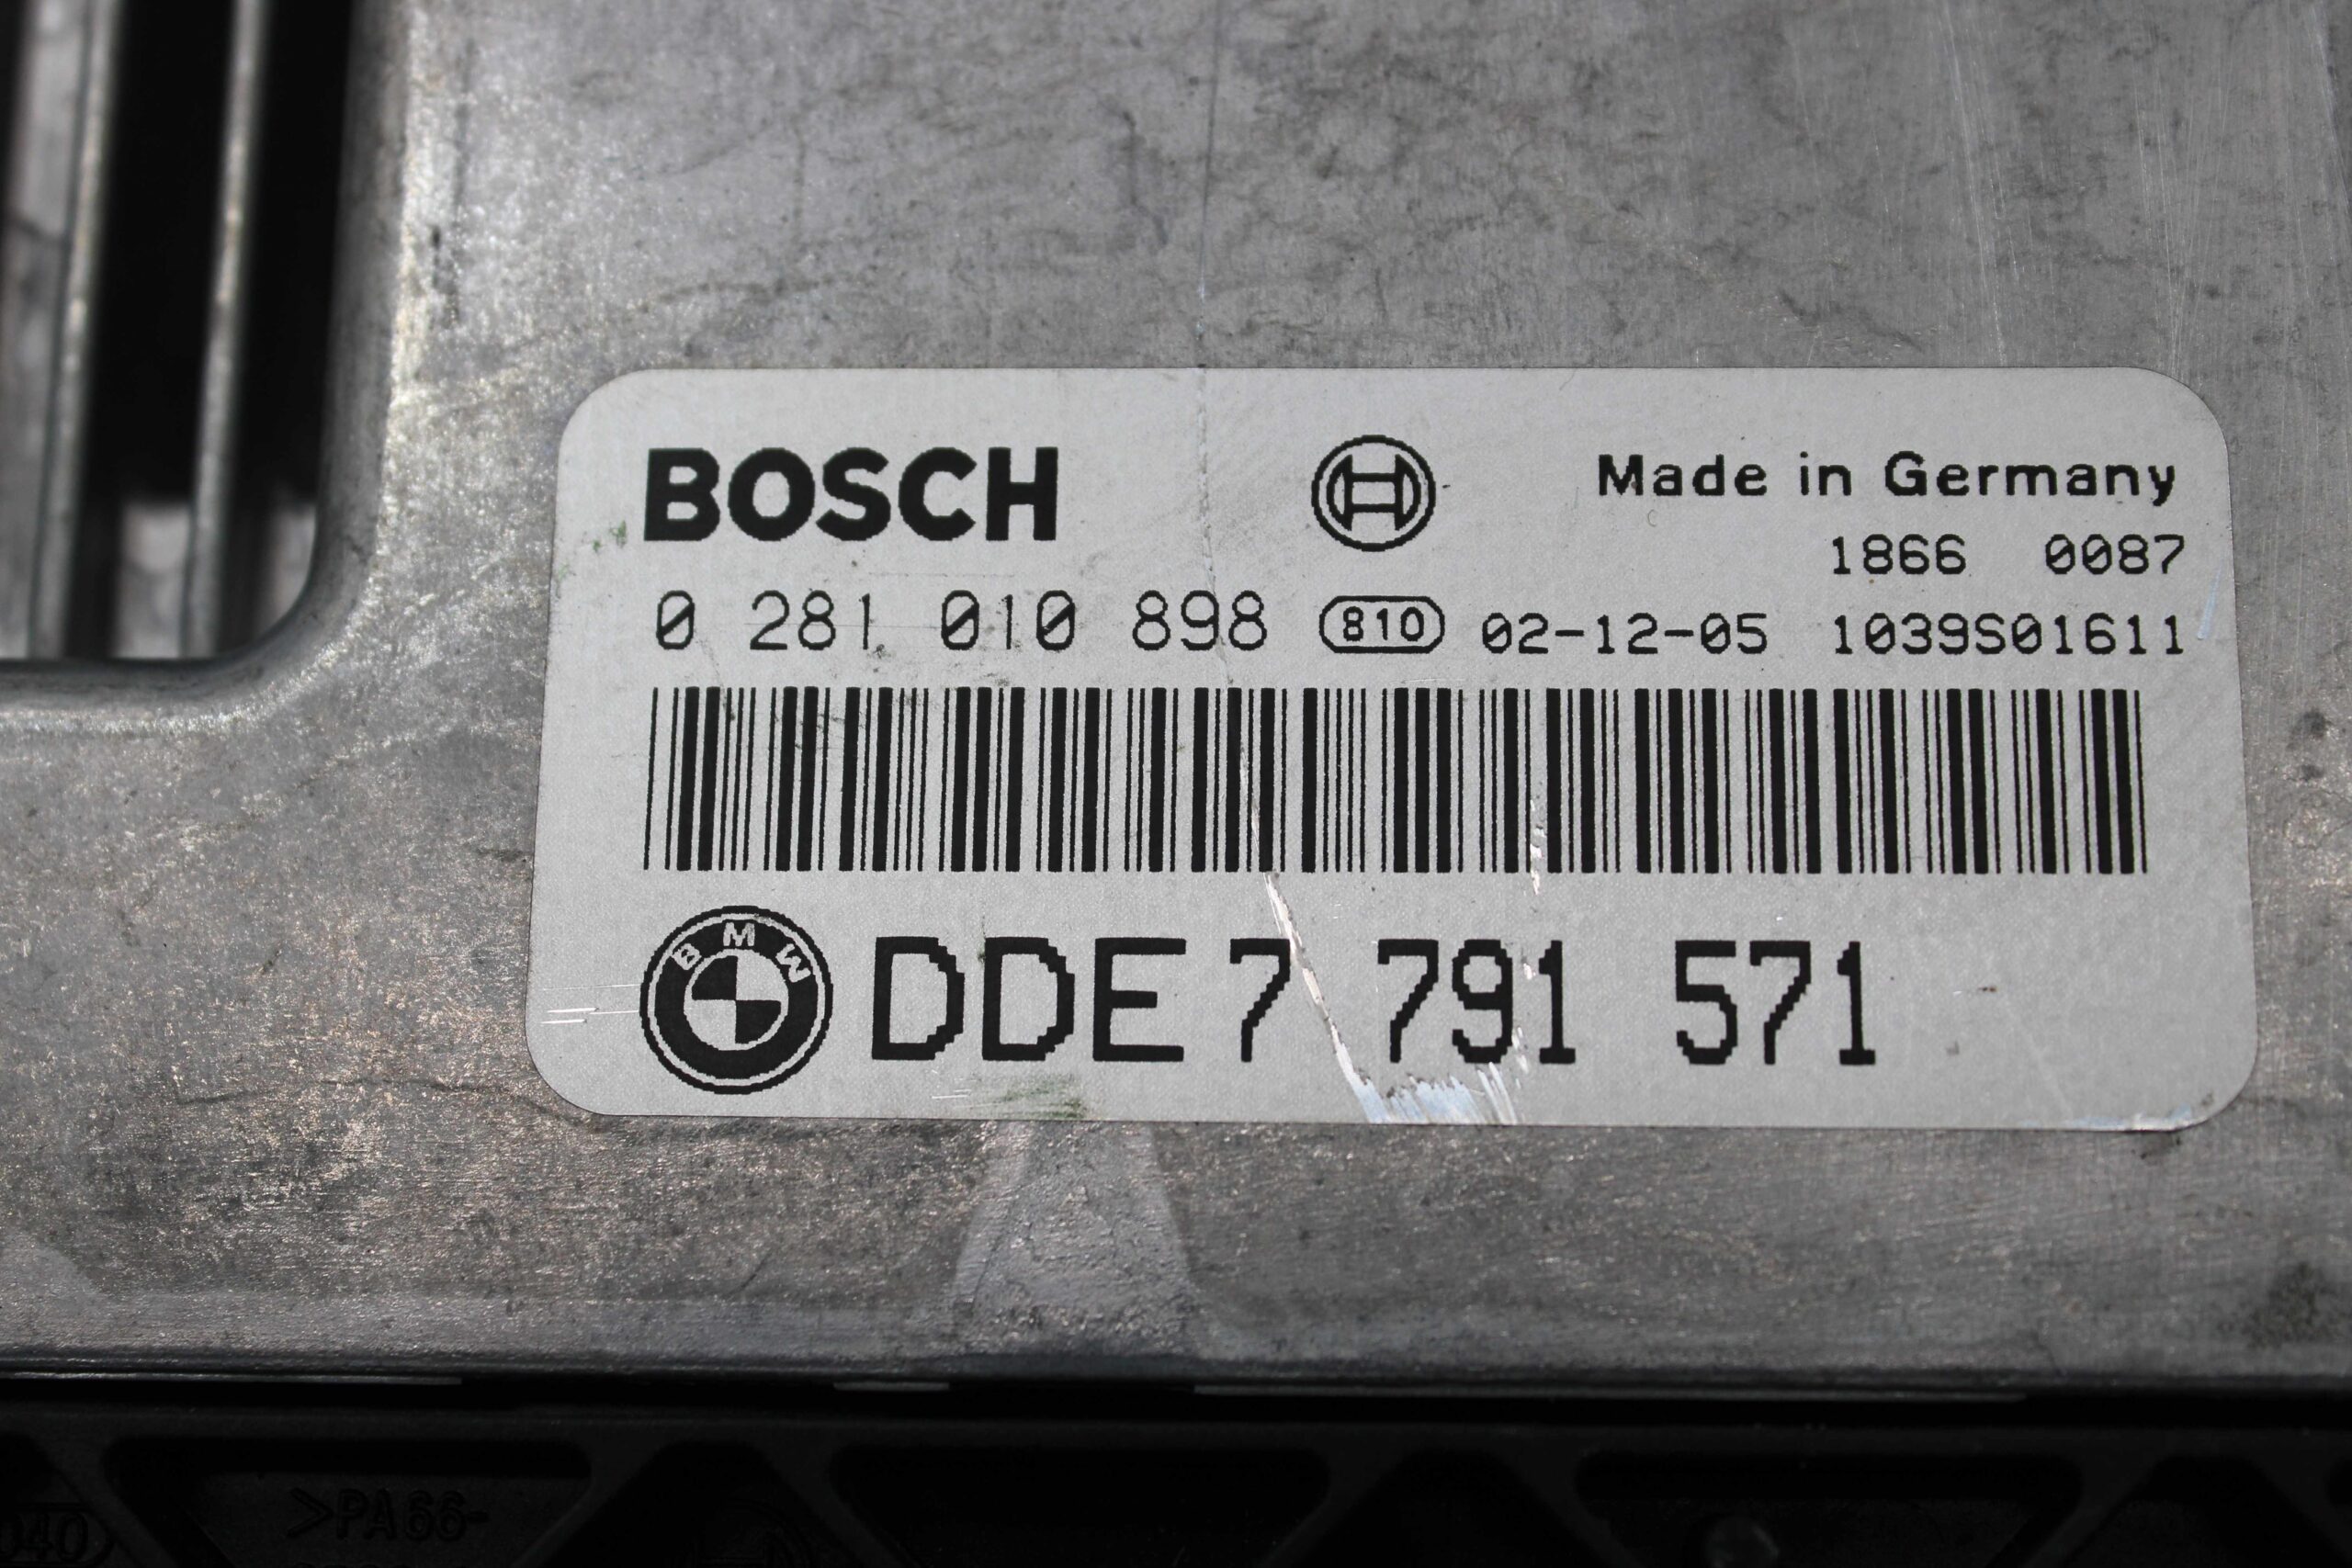 BOSCH
Made in Germany
1866 0087
0 281 010 898 810 02-12-05 1039S01611
BMW
DDE 7 791 571
>PA66-
040